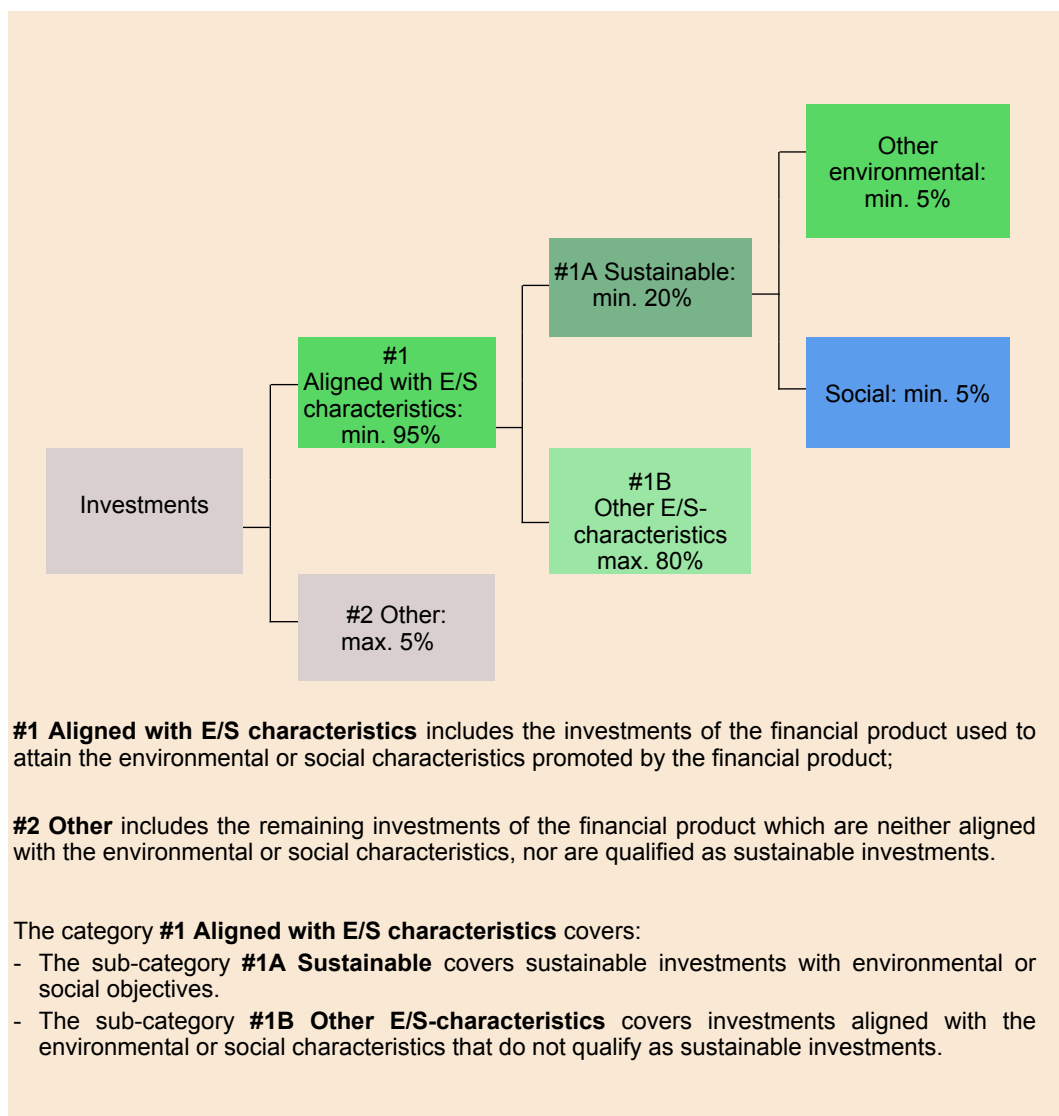 Other
environmental:
min. 5%
#1A Sustainable:
min. 20%
#1
Aligned with E/S
characteristics:
min. 95%
Social: min. 5%
Investments
#1B
Other E/S-
characteristics
max. 80%
#2 Other:
max. 5%
#1 Aligned with E/S characteristics includes the investments of the financial product used to
attain the environmental or social characteristics promoted by the financial product;
#2 Other includes the remaining investments of the financial product which are neither aligned
with the environmental or social characteristics, nor are qualified as sustainable investments.
The category #1 Aligned with E/S characteristics covers:
- The sub-category #1A Sustainable covers sustainable investments with environmental or
social objectives.
- The sub-category #1B Other E/S-characteristics covers investments aligned with the
environmental or social characteristics that do not qualify as sustainable investments.